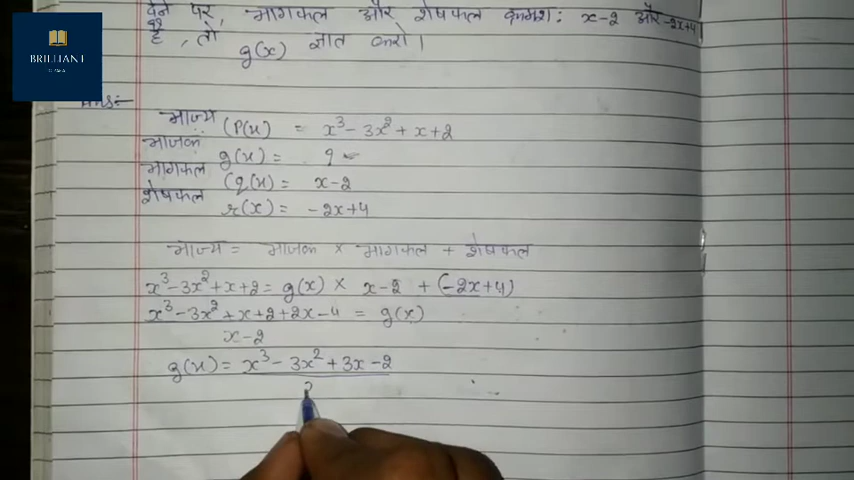 देने पर, भागफल और शेषफल क्रमश: x-2 और -2x+4
है, तो g(x) ज्ञात करो।
BRILLIANT
Ans:-
भाज्य (P(x) = x³ - 3x² + x + 2
भाजक g(x) = ?
भागफल (q(x) = x-2
शेषफल r(x) = -2x+4
भाज्य = भाजक × भागफल + शेषफल
x³-3x²+x+2 = g(x) × x-2 + (-2x+4)
x³-3x²+x+2+2x-4 = g(x)
x-2
g(x) = x³ - 3x² + 3x - 2